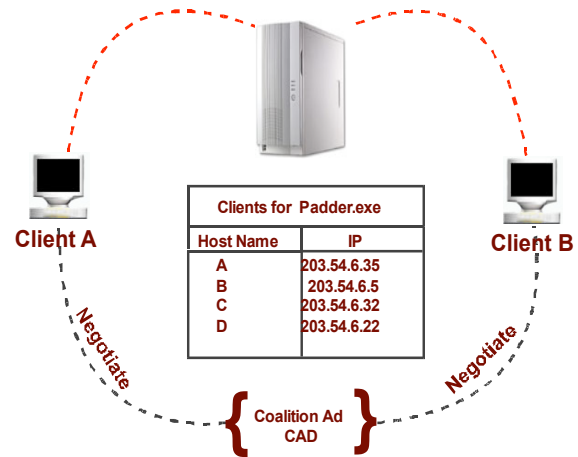 Client A
Client B
Clients for Padder.exe
Host Name IP
A 203.54.6.35
B 203.54.6.5
C 203.54.6.32
D 203.54.6.22
Negotiate
Negotiate
{ Coalition Ad }
CAD